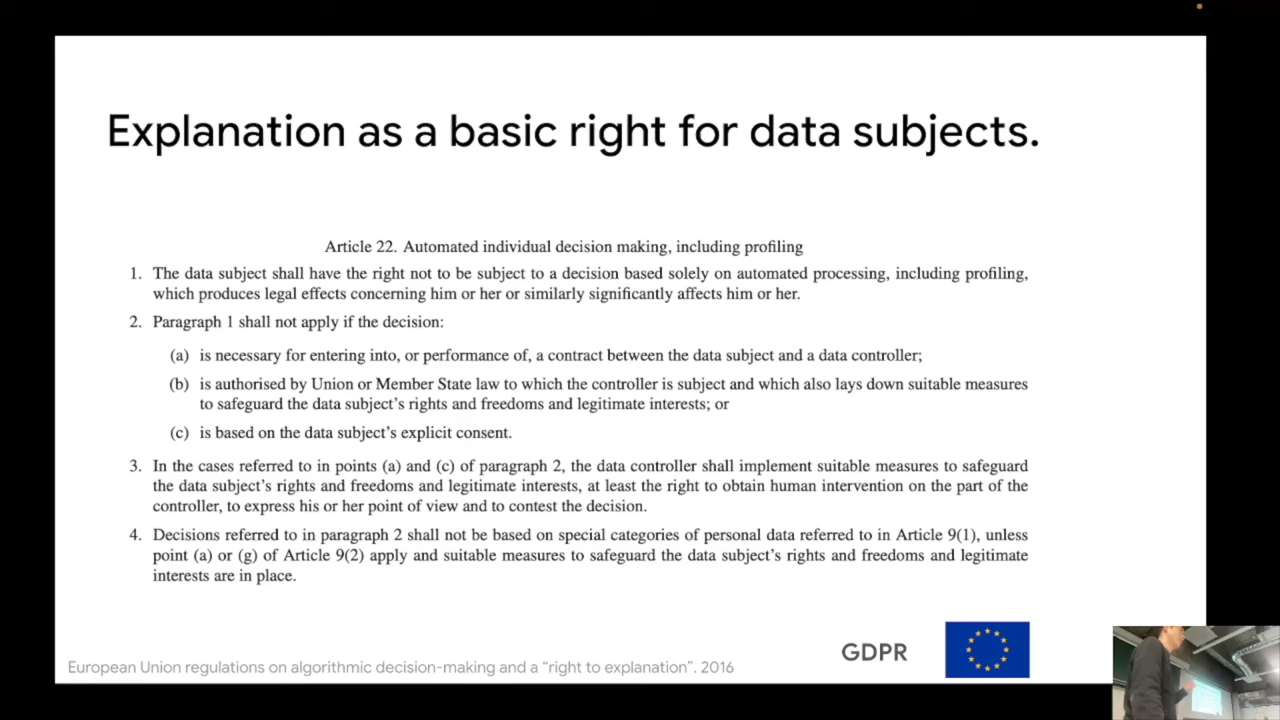 Explanation as a basic right for data subjects.
Article 22. Automated individual decision making, including profiling
1. The data subject shall have the right not to be subject to a decision based solely on automated processing, including profiling,
which produces legal effects concerning him or her or similarly significantly affects him or her.
2. Paragraph 1 shall not apply if the decision:
(a) is necessary for entering into, or performance of, a contract between the data subject and a data controller;
(b) is authorised by Union or Member State law to which the controller is subject and which also lays down suitable measures
to safeguard the data subject's rights and freedoms and legitimate interests; or
(c) is based on the data subject's explicit consent.
3. In the cases referred to in points (a) and (c) of paragraph 2, the data controller shall implement suitable measures to safeguard
the data subject's rights and freedoms and legitimate interests, at least the right to obtain human intervention on the part of the
controller, to express his or her point of view and to contest the decision.
4. Decisions referred to in paragraph 2 shall not be based on special categories of personal data referred to in Article 9(1), unless
point (a) or (g) of Article 9(2) apply and suitable measures to safeguard the data subject's rights and freedoms and legitimate
interests are in place.
GDPR
European Union regulations on algorithmic decision-making and a “right to explanation”. 2016